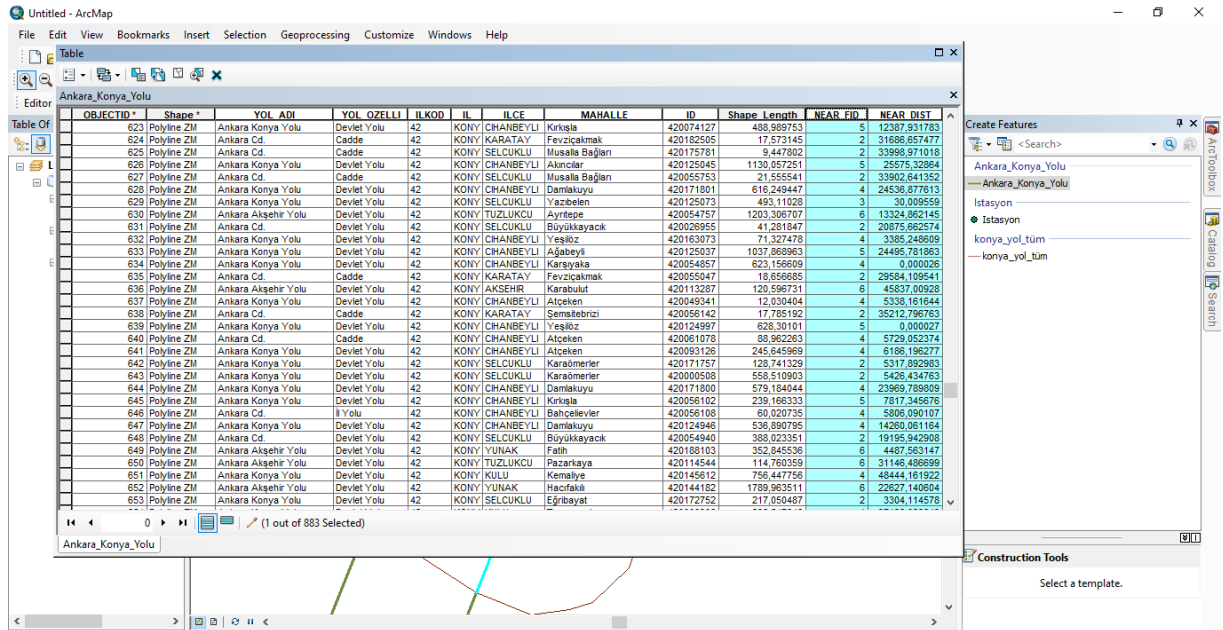 Untitled - ArcMap
File Edit View Bookmarks Insert Selection Geoprocessing Customize Windows Help
Table
Editor
Table Of
Ankara_Konya_Yolu
OBJECTID * Shape * YOL_ADI YOL_OZELLI ILKOD IL ILCE MAHALLE ID Shape_Length NEAR_FID NEAR_DIST
623 Polyline ZM Ankara Konya Yolu Devlet Yolu 42 KONY CIHANBEYLI Kırkışla 420074127 488,989753 5 12387,931783
624 Polyline ZM Ankara Cd. Cadde 42 KONY KARATAY Fevziçakmak 420182505 17,573145 2 31686,657477
625 Polyline ZM Ankara Cd. Cadde 42 KONY SELCUKLU Musalla Bağları 420175781 9,447802 2 33998,971018
626 Polyline ZM Ankara Konya Yolu Devlet Yolu 42 KONY CIHANBEYLI Akıncılar 420125045 1130,057251 5 25575,32864
627 Polyline ZM Ankara Cd. Cadde 42 KONY SELCUKLU Musalla Bağları 420055753 21,555541 2 33902,641352
628 Polyline ZM Ankara Konya Yolu Devlet Yolu 42 KONY CIHANBEYLI Damlakuyu 420171801 616,249447 4 24536,877613
629 Polyline ZM Ankara Konya Yolu Devlet Yolu 42 KONY SELCUKLU Yazıbelen 420125073 493,11028 3 30,009559
630 Polyline ZM Ankara Akşehir Yolu Devlet Yolu 42 KONY TUZLUKCU Ayrıtepe 420054757 1203,306707 6 13324,862145
631 Polyline ZM Ankara Cd. Devlet Yolu 42 KONY SELCUKLU Büyükkayacık 420026955 41,281847 2 20875,662574
632 Polyline ZM Ankara Konya Yolu Devlet Yolu 42 KONY CIHANBEYLI Yeşilöz 420163073 71,327478 4 3385,248609
633 Polyline ZM Ankara Konya Yolu Devlet Yolu 42 KONY CIHANBEYLI Ağabeyli 420125037 1037,868963 5 24495,781863
634 Polyline ZM Ankara Konya Yolu Devlet Yolu 42 KONY CIHANBEYLI Karşıyaka 420054857 623,156609 4 0,000026
635 Polyline ZM Ankara Cd. Cadde 42 KONY KARATAY Fevziçakmak 420055047 18,656685 2 29584,109541
636 Polyline ZM Ankara Akşehir Yolu Devlet Yolu 42 KONY AKSEHIR Karabulut 420113287 120,596731 6 45837,00928
637 Polyline ZM Ankara Konya Yolu Devlet Yolu 42 KONY CIHANBEYLI Atçeken 420049341 12,030404 4 5338,161644
638 Polyline ZM Ankara Cd. Cadde 42 KONY KARATAY Şemsitebrizi 420056142 17,785192 2 35212,796763
639 Polyline ZM Ankara Konya Yolu Devlet Yolu 42 KONY CIHANBEYLI Yeşilöz 420124997 628,30101 5 0,000027
640 Polyline ZM Ankara Cd. Cadde 42 KONY CIHANBEYLI Atçeken 420061078 88,962263 4 5729,052374
641 Polyline ZM Ankara Konya Yolu Devlet Yolu 42 KONY CIHANBEYLI Atçeken 420093126 245,645969 4 6186,196277
642 Polyline ZM Ankara Konya Yolu Devlet Yolu 42 KONY SELCUKLU Karaömerler 420171757 128,741329 2 5317,892983
643 Polyline ZM Ankara Konya Yolu Devlet Yolu 42 KONY SELCUKLU Karaömerler 420000508 558,510903 2 5426,434763
644 Polyline ZM Ankara Konya Yolu Devlet Yolu 42 KONY CIHANBEYLI Damlakuyu 420171800 579,184044 4 23969,789809
645 Polyline ZM Ankara Konya Yolu Devlet Yolu 42 KONY CIHANBEYLI Kırkışla 420056102 239,166333 5 7817,345676
646 Polyline ZM Ankara Cd. İl Yolu 42 KONY CIHANBEYLI Bahçelievler 420056108 60,020735 4 5806,090107
647 Polyline ZM Ankara Konya Yolu Devlet Yolu 42 KONY CIHANBEYLI Damlakuyu 420124946 536,890795 4 14260,061164
648 Polyline ZM Ankara Cd. Devlet Yolu 42 KONY SELCUKLU Büyükkayacık 420054940 388,023351 2 19195,942908
649 Polyline ZM Ankara Akşehir Yolu Devlet Yolu 42 KONY YUNAK Fatih 420188103 352,845536 6 4487,563147
650 Polyline ZM Ankara Akşehir Yolu Devlet Yolu 42 KONY TUZLUKCU Pazarkaya 420114544 114,760359 6 31146,486699
651 Polyline ZM Ankara Konya Yolu Devlet Yolu 42 KONY KULU Kemaliye 420145612 756,447756 4 48444,161922
652 Polyline ZM Ankara Akşehir Yolu Devlet Yolu 42 KONY YUNAK Hacıfakılı 420144182 1789,963511 6 22627,140604
653 Polyline ZM Ankara Konya Yolu Devlet Yolu 42 KONY SELCUKLU Eğribayat 420172752 217,050487 2 3304,114578
0 (1 out of 883 Selected)
Ankara_Konya_Yolu
Create Features
<Search>
Ankara_Konya_Yolu
Ankara_Konya_Yolu
Istasyon
Istasyon
konya_yol_tüm
konya_yol_tüm
Construction Tools
Select a template.
ArcToolbox
Catalog
Search